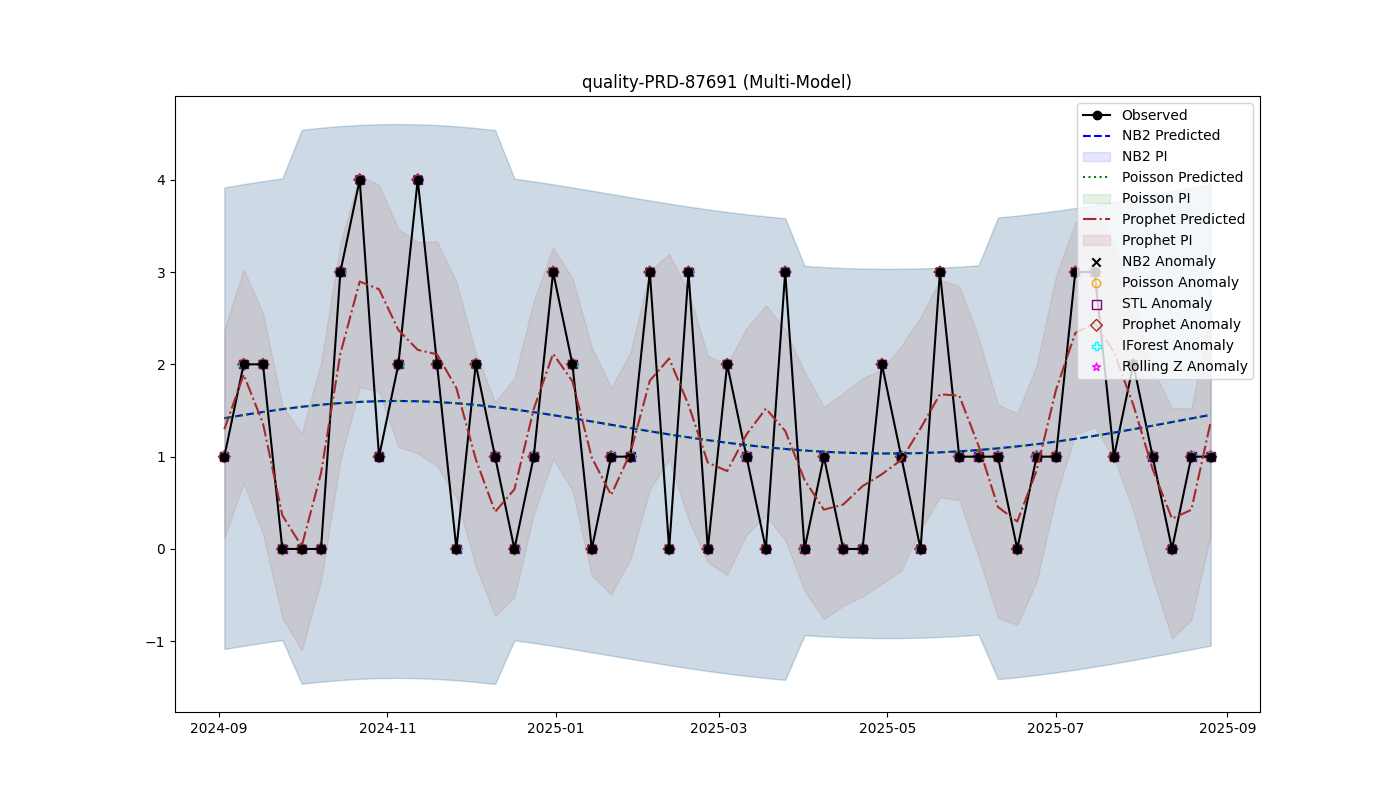 quality-PRD-87691 (Multi-Model)
Observed
NB2 Predicted
NB2 PI
Poisson Predicted
Poisson PI
Prophet Predicted
Prophet PI
NB2 Anomaly
Poisson Anomaly
STL Anomaly
Prophet Anomaly
IForest Anomaly
Rolling Z Anomaly
4
3
2
1
0
−1
2024-09 2024-11 2025-01 2025-03 2025-05 2025-07 2025-09